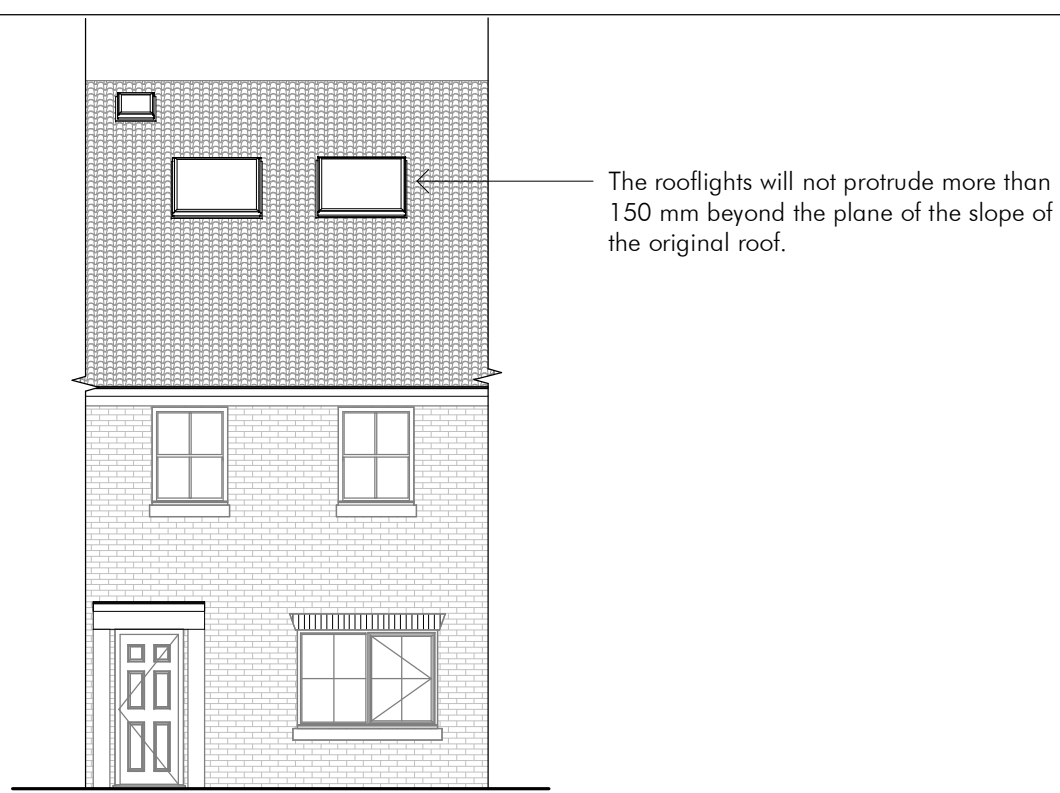 The rooflights will not protrude more than
150 mm beyond the plane of the slope of
the original roof.